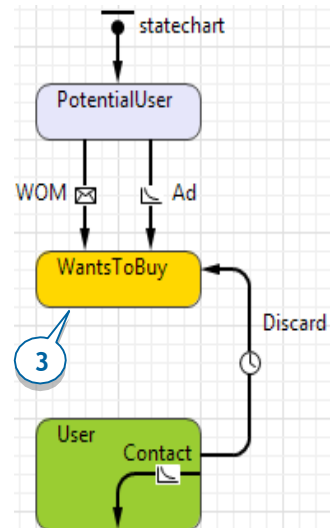 statechart
PotentialUser
WOM Ad
WantsToBuy
3
Discard
User
Contact